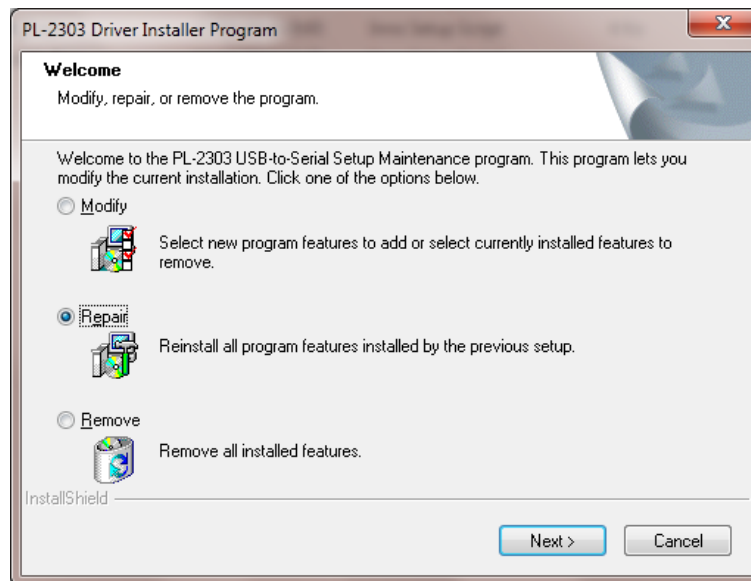 PL-2303 Driver Installer Program
Welcome
Modify, repair, or remove the program.
Welcome to the PL-2303 USB-to-Serial Setup Maintenance program. This program lets you
modify the current installation. Click one of the options below.
Modify
Select new program features to add or select currently installed features to
remove.
Repair
Reinstall all program features installed by the previous setup.
Remove
Remove all installed features.
InstallShield
Next >
Cancel